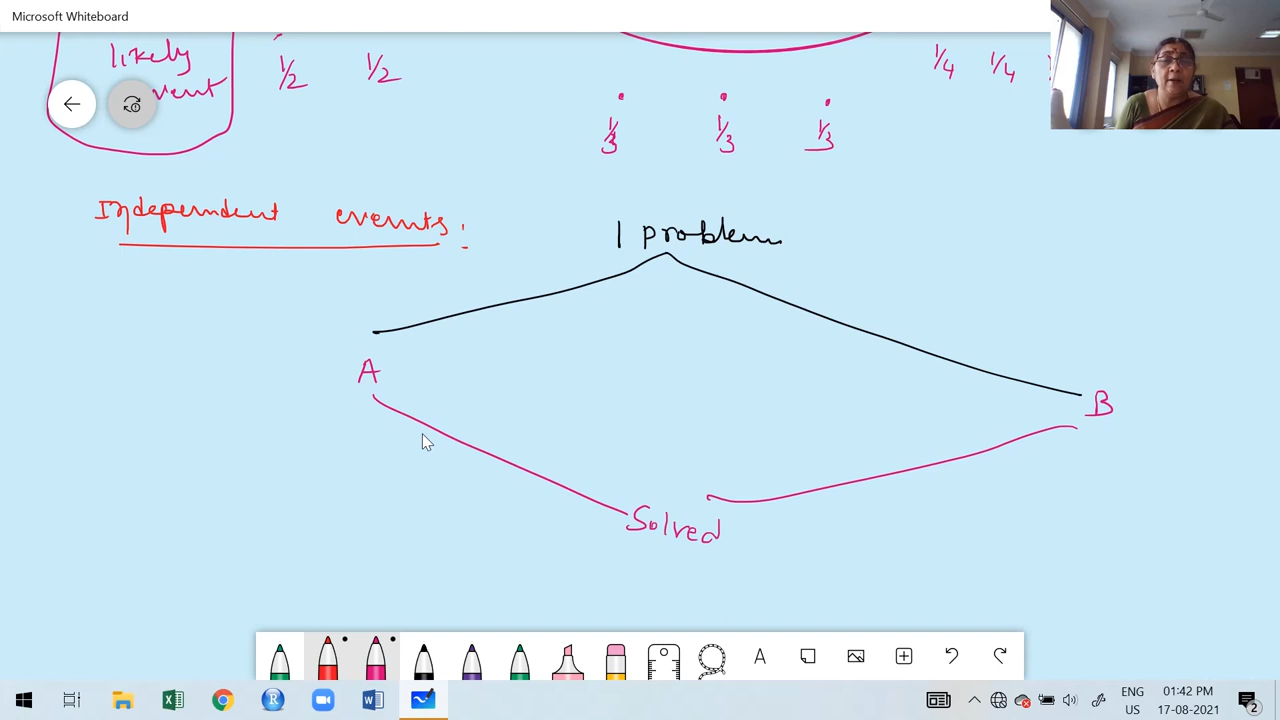 Microsoft Whiteboard
likely
vent
1/2 1/2
1/3 1/3 1/3
1/4 1/4
Independent events:
1 problem
A
B
Solved
A
ENG
US
01:42 PM
17-08-2021
2